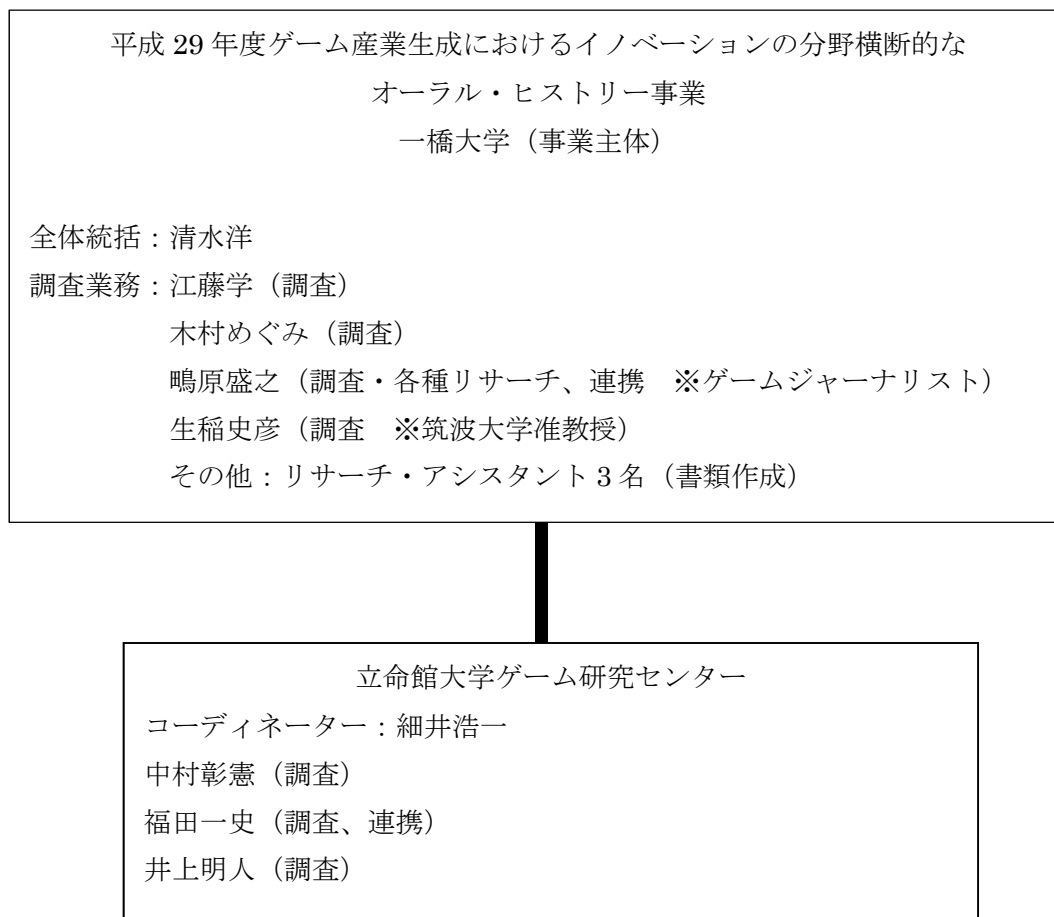 平成 29 年度ゲーム産業生成におけるイノベーションの分野横断的な
オーラル・ヒストリー事業
一橋大学（事業主体）
全体統括：清水洋
調査業務：江藤学（調査）
木村めぐみ（調査）
鴫原盛之（調査・各種リサーチ、連携　※ゲームジャーナリスト）
生稲史彦（調査　※筑波大学准教授）
その他：リサーチ・アシスタント 3 名（書類作成）
立命館大学ゲーム研究センター
コーディネーター：細井浩一
中村彰憲（調査）
福田一史（調査、連携）
井上明人（調査）